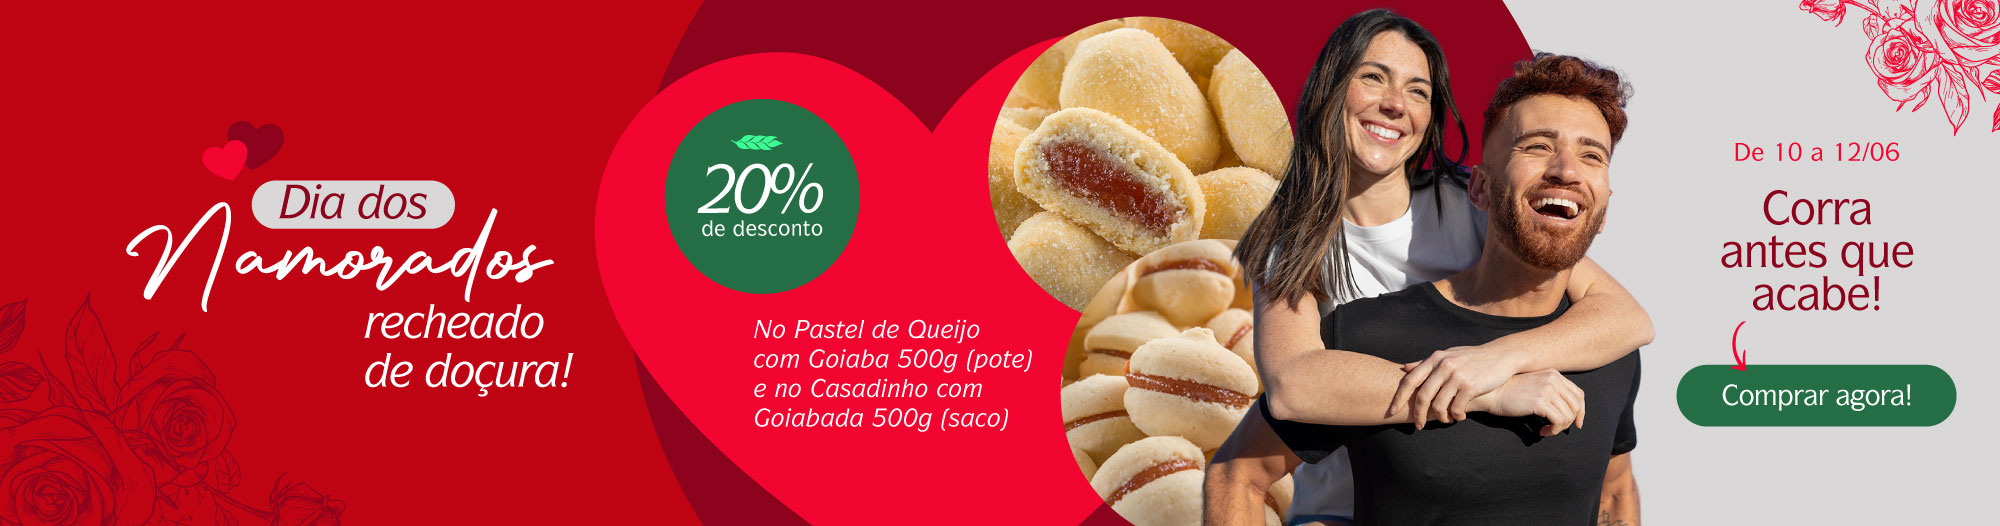 Dia dos
Namorados
recheado
de doçura!
20%
de desconto
No Pastel de Queijo
com Goiaba 500g (pote)
e no Casadinho com
Goiabada 500g (saco)
De 10 a 12/06
Corra
antes que
acabe!
Comprar agora!